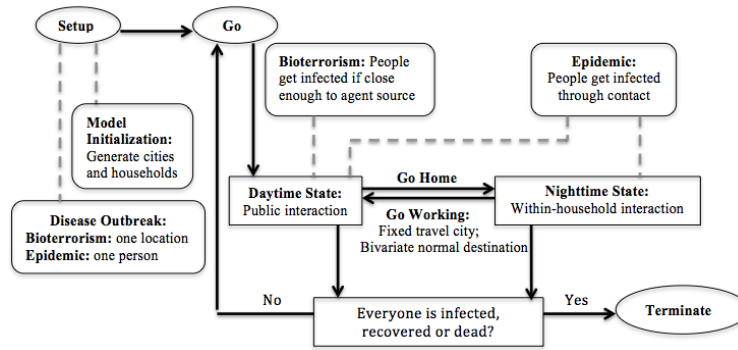 Setup
Go
Bioterrorism: People
get infected if close
enough to agent source
Epidemic:
People get infected
through contact
Model
Initialization:
Generate cities
and households
Disease Outbreak:
Bioterrorism: one location
Epidemic: one person
Daytime State:
Public interaction
Go Home
Go Working:
Fixed travel city;
Bivariate normal destination
Nighttime State:
Within-household interaction
No
Everyone is infected,
recovered or dead?
Yes
Terminate